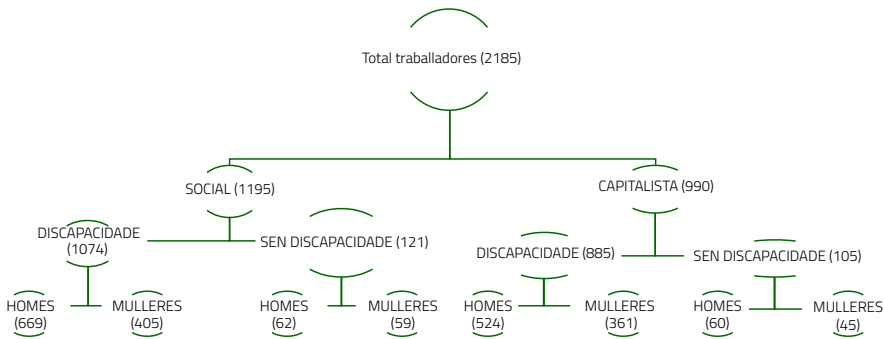 Total traballadores (2185)
SOCIAL (1195)
CAPITALISTA (990)
DISCAPACIDADE
(1074)
SEN DISCAPACIDADE (121)
DISCAPACIDADE (885)
SEN DISCAPACIDADE (105)
HOMES
(669)
MULLERES
(405)
HOMES
(62)
MULLERES
(59)
HOMES
(524)
MULLERES
(361)
HOMES
(60)
MULLERES
(45)